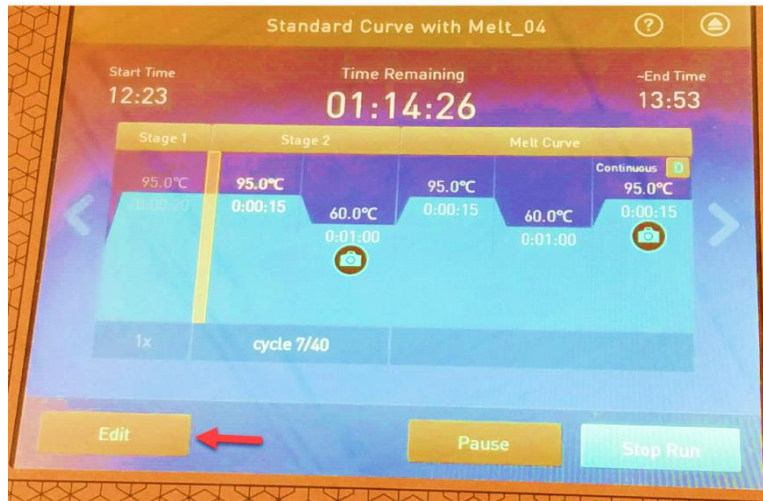 Standard Curve with Melt_04
?
Start Time
12:23
Time Remaining
01:14:26
~End Time
13:53
Stage 1
Stage 2
Melt Curve
Continuous D
95.0°C
0:00:20
95.0°C
0:00:15
60.0°C
0:01:00
95.0°C
0:00:15
60.0°C
0:01:00
95.0°C
0:00:15
1x
cycle 7/40
Edit
Pause
Stop Run